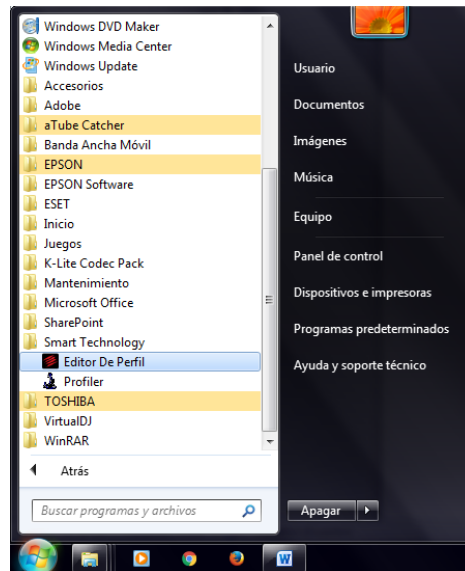 Windows DVD Maker
Windows Media Center
Windows Update
Accesorios
Adobe
aTube Catcher
Banda Ancha Móvil
EPSON
EPSON Software
ESET
Inicio
Juegos
K-Lite Codec Pack
Mantenimiento
Microsoft Office
SharePoint
Smart Technology
Editor De Perfil
Profiler
TOSHIBA
VirtualDJ
WinRAR
Atrás
Buscar programas y archivos
Usuario
Documentos
Imágenes
Música
Equipo
Panel de control
Dispositivos e impresoras
Programas predeterminados
Ayuda y soporte técnico
Apagar
W